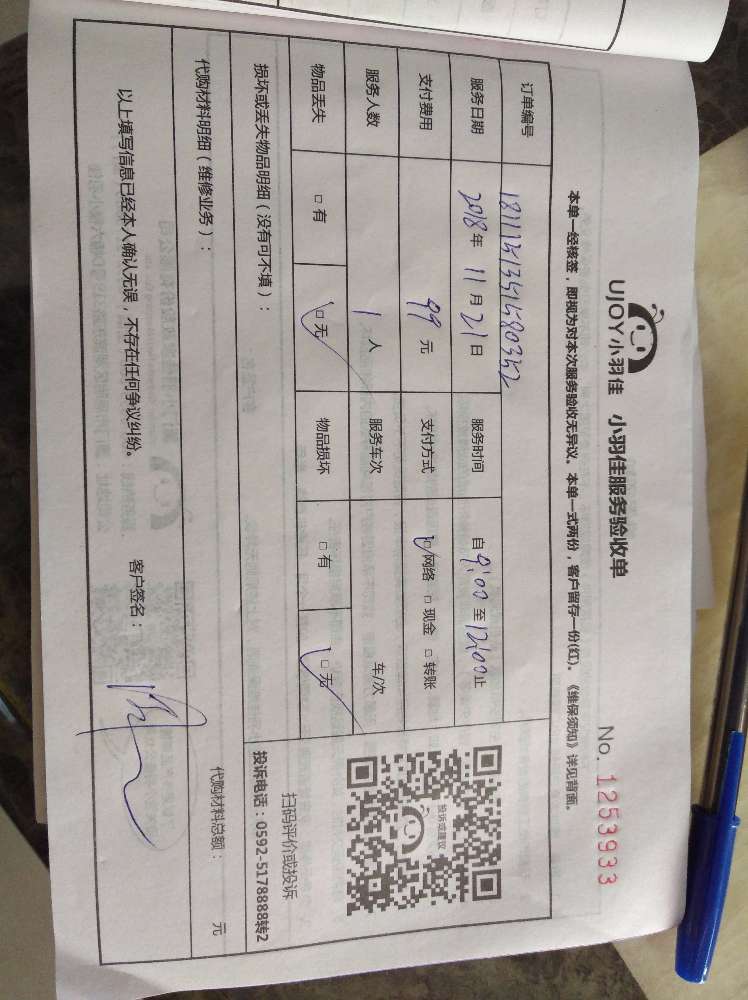 UJOY小羽佳 小羽佳服务验收单
No. 1253933
本单一经核签，即视为对本次服务验收无异议。本单一式两份，客户留存一份(红)。《维保须知》详见背面。
订单编号
服务日期 2018年 11月 21日 服务时间 自 9:00 至 12:00 止
支付费用 99 元 支付方式 ☑网络 □现金 □转账
服务人数 1 人 服务车次 车/次
物品丢失 □有 ☑无 物品损坏 □有 ☑无
投诉或建议
扫码评价或投诉
投诉电话：0592-5178888转2
损坏或丢失物品明细（没有可不填）：
代购材料明细（维修业务）：
代购材料总额： 元
以上填写信息已经本人确认无误，不存在任何争议纠纷。 客户签名：